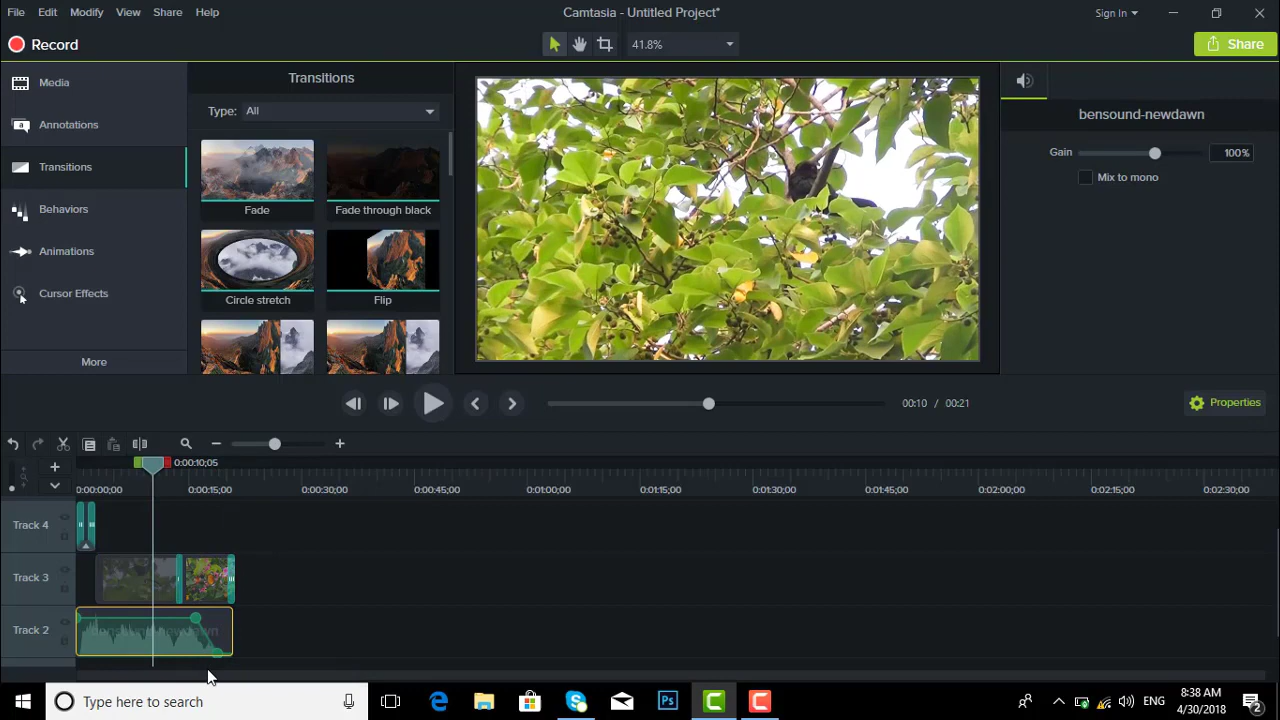 File Edit Modify View Share Help
Camtasia - Untitled Project*
Sign In
Record
41.8%
Share
Media
Annotations
Transitions
Behaviors
Animations
Cursor Effects
More
Transitions
Type: All
Fade
Fade through black
Circle stretch
Flip
bensound-newdawn
Gain
100%
Mix to mono
00:10 / 00:21
Properties
0:00:10;05
0:00:00;00
0:00:15;00
0:00:30;00
0:00:45;00
0:01:00;00
0:01:15;00
0:01:30;00
0:01:45;00
0:02:00;00
0:02:15;00
0:02:30;00
Track 4
Track 3
Track 2
bensound-newdawn
Type here to search
Ps
ENG
8:38 AM
4/30/2018
2